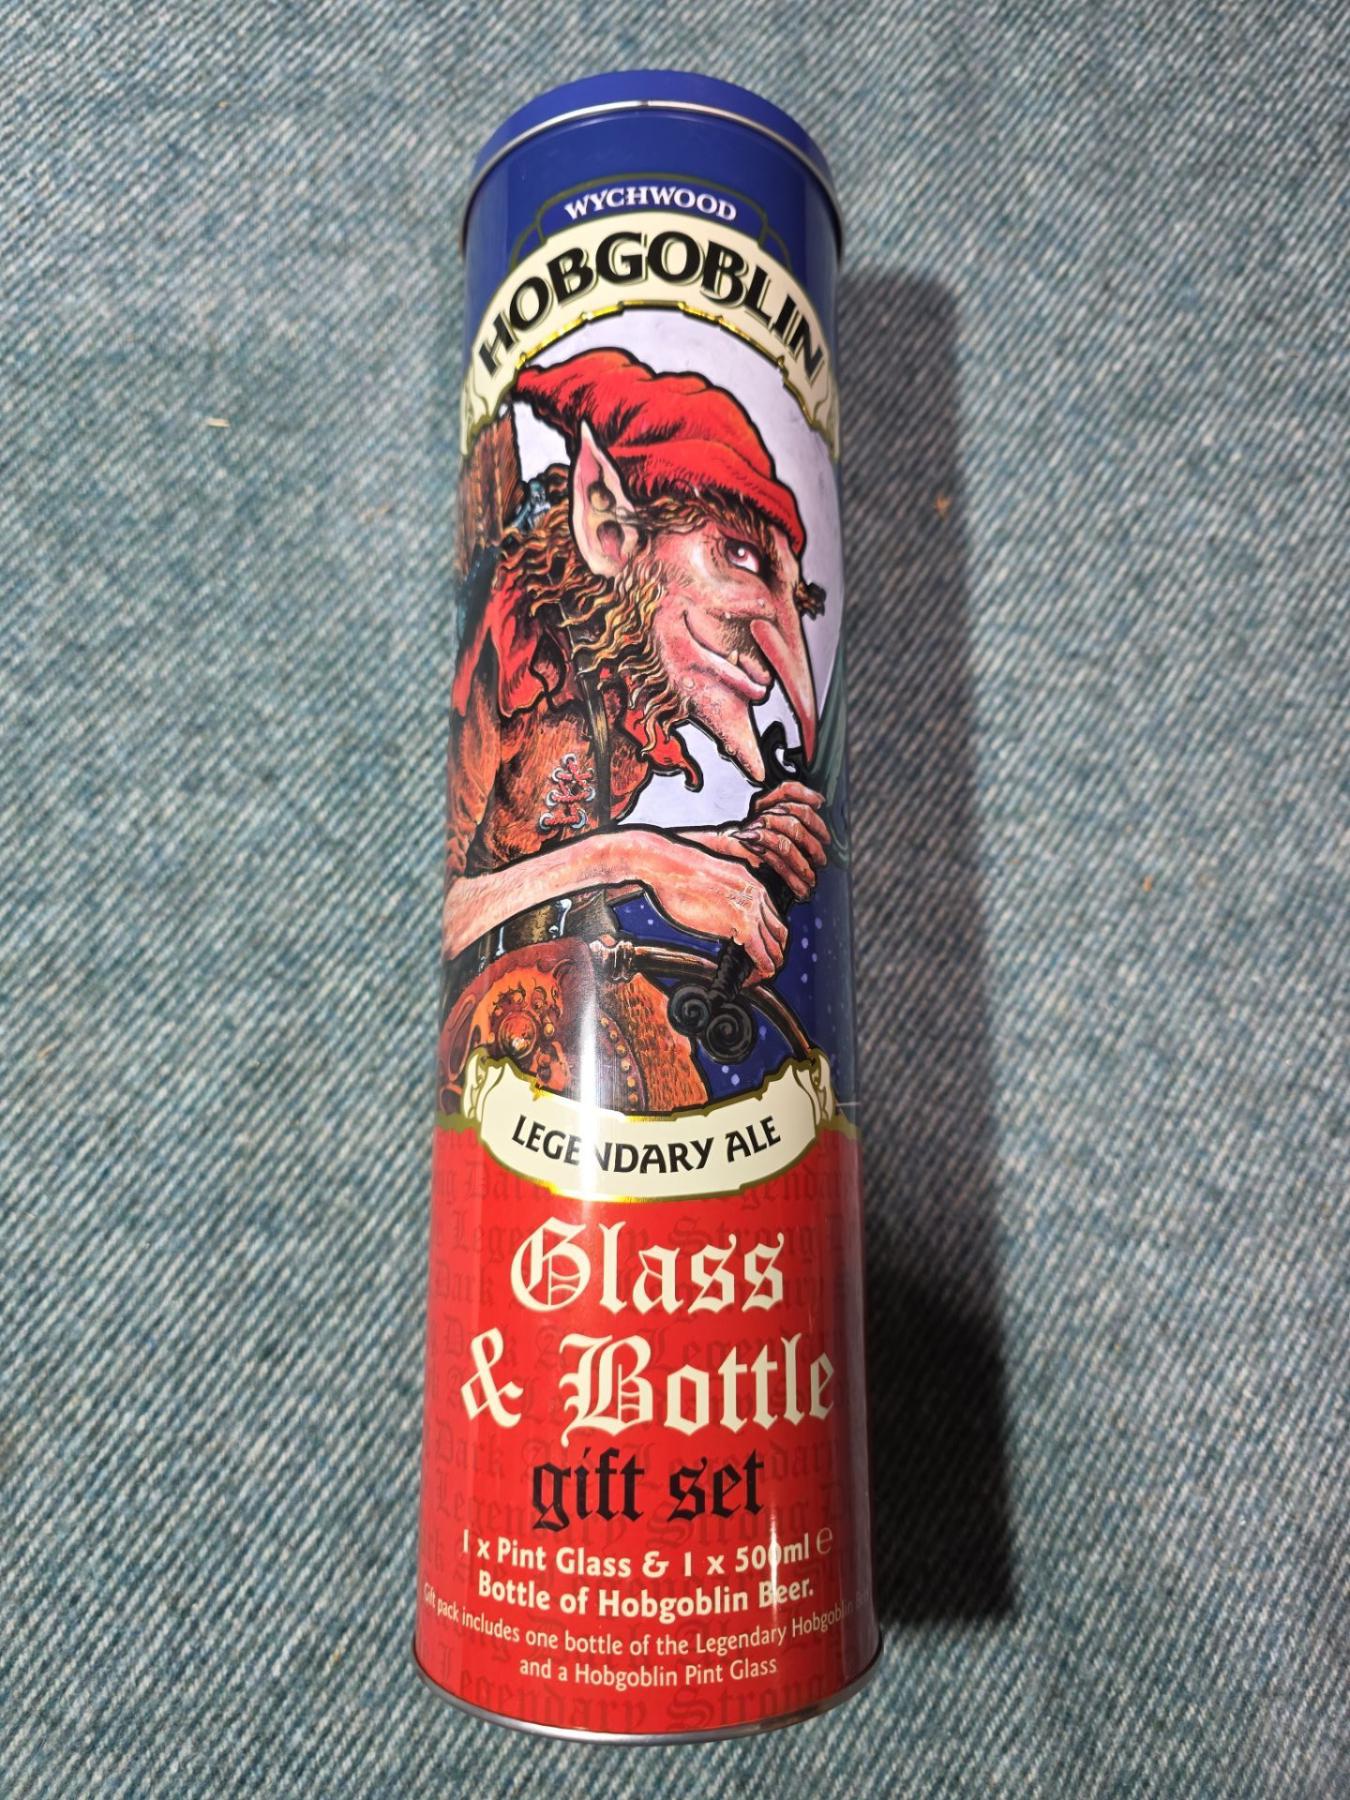 WYCHWOOD
HOBGOBLIN
LEGENDARY ALE
Glass
& Bottle
gift set
1 x Pint Glass & 1 x 500ml ℮
Bottle of Hobgoblin Beer.
Gift pack includes one bottle of the Legendary Hobgoblin
and a Hobgoblin Pint Glass